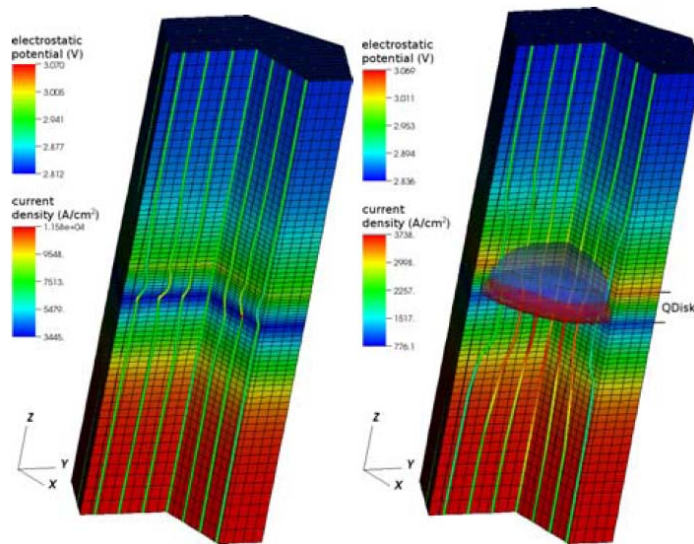 electrostatic
potential (V)
3.070
3.005
2.941
2.877
2.812
current
density (A/cm²)
1.158e+04
9548.
7513.
5479.
3445.
Z
Y
X
electrostatic
potential (V)
3.069
3.011
2.953
2.894
2.836
current
density (A/cm²)
3738.
2998.
2257.
1517.
776.1
QDisk
Z
Y
X